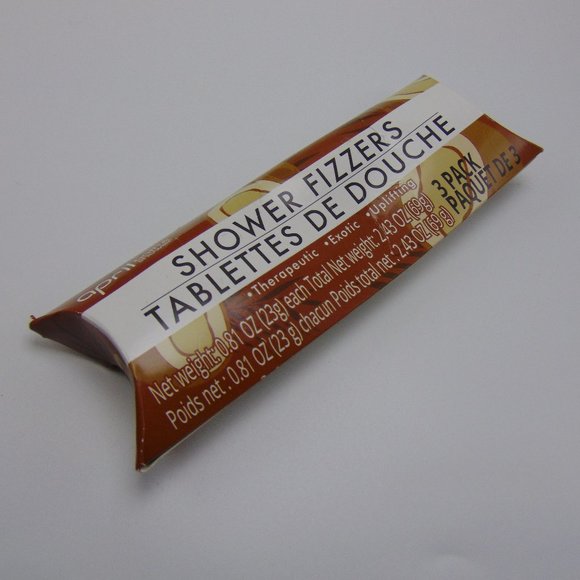 april
SHOWER FIZZERS
TABLETTES DE DOUCHE
•Therapeutic •Exotic •Uplifting
3 PACK
PAQUET DE 3
Net weight: 0.81 OZ (23g) each Total Net weight: 2.43 OZ (69g)
Poids net : 0.81 OZ (23 g) chacun Poids total net : 2.43 OZ (69 g)